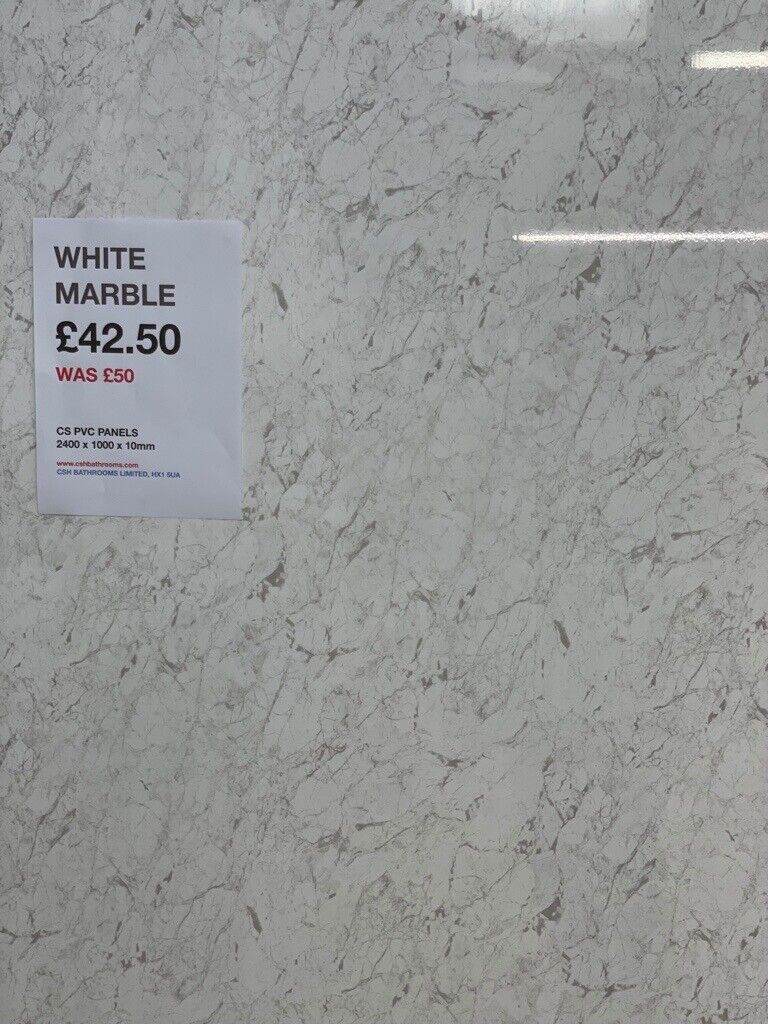 WHITE
MARBLE
£42.50
WAS £50
CS PVC PANELS
2400 x 1000 x 10mm
www.cshbathrooms.com
CSH BATHROOMS LIMITED, HX1 5UA